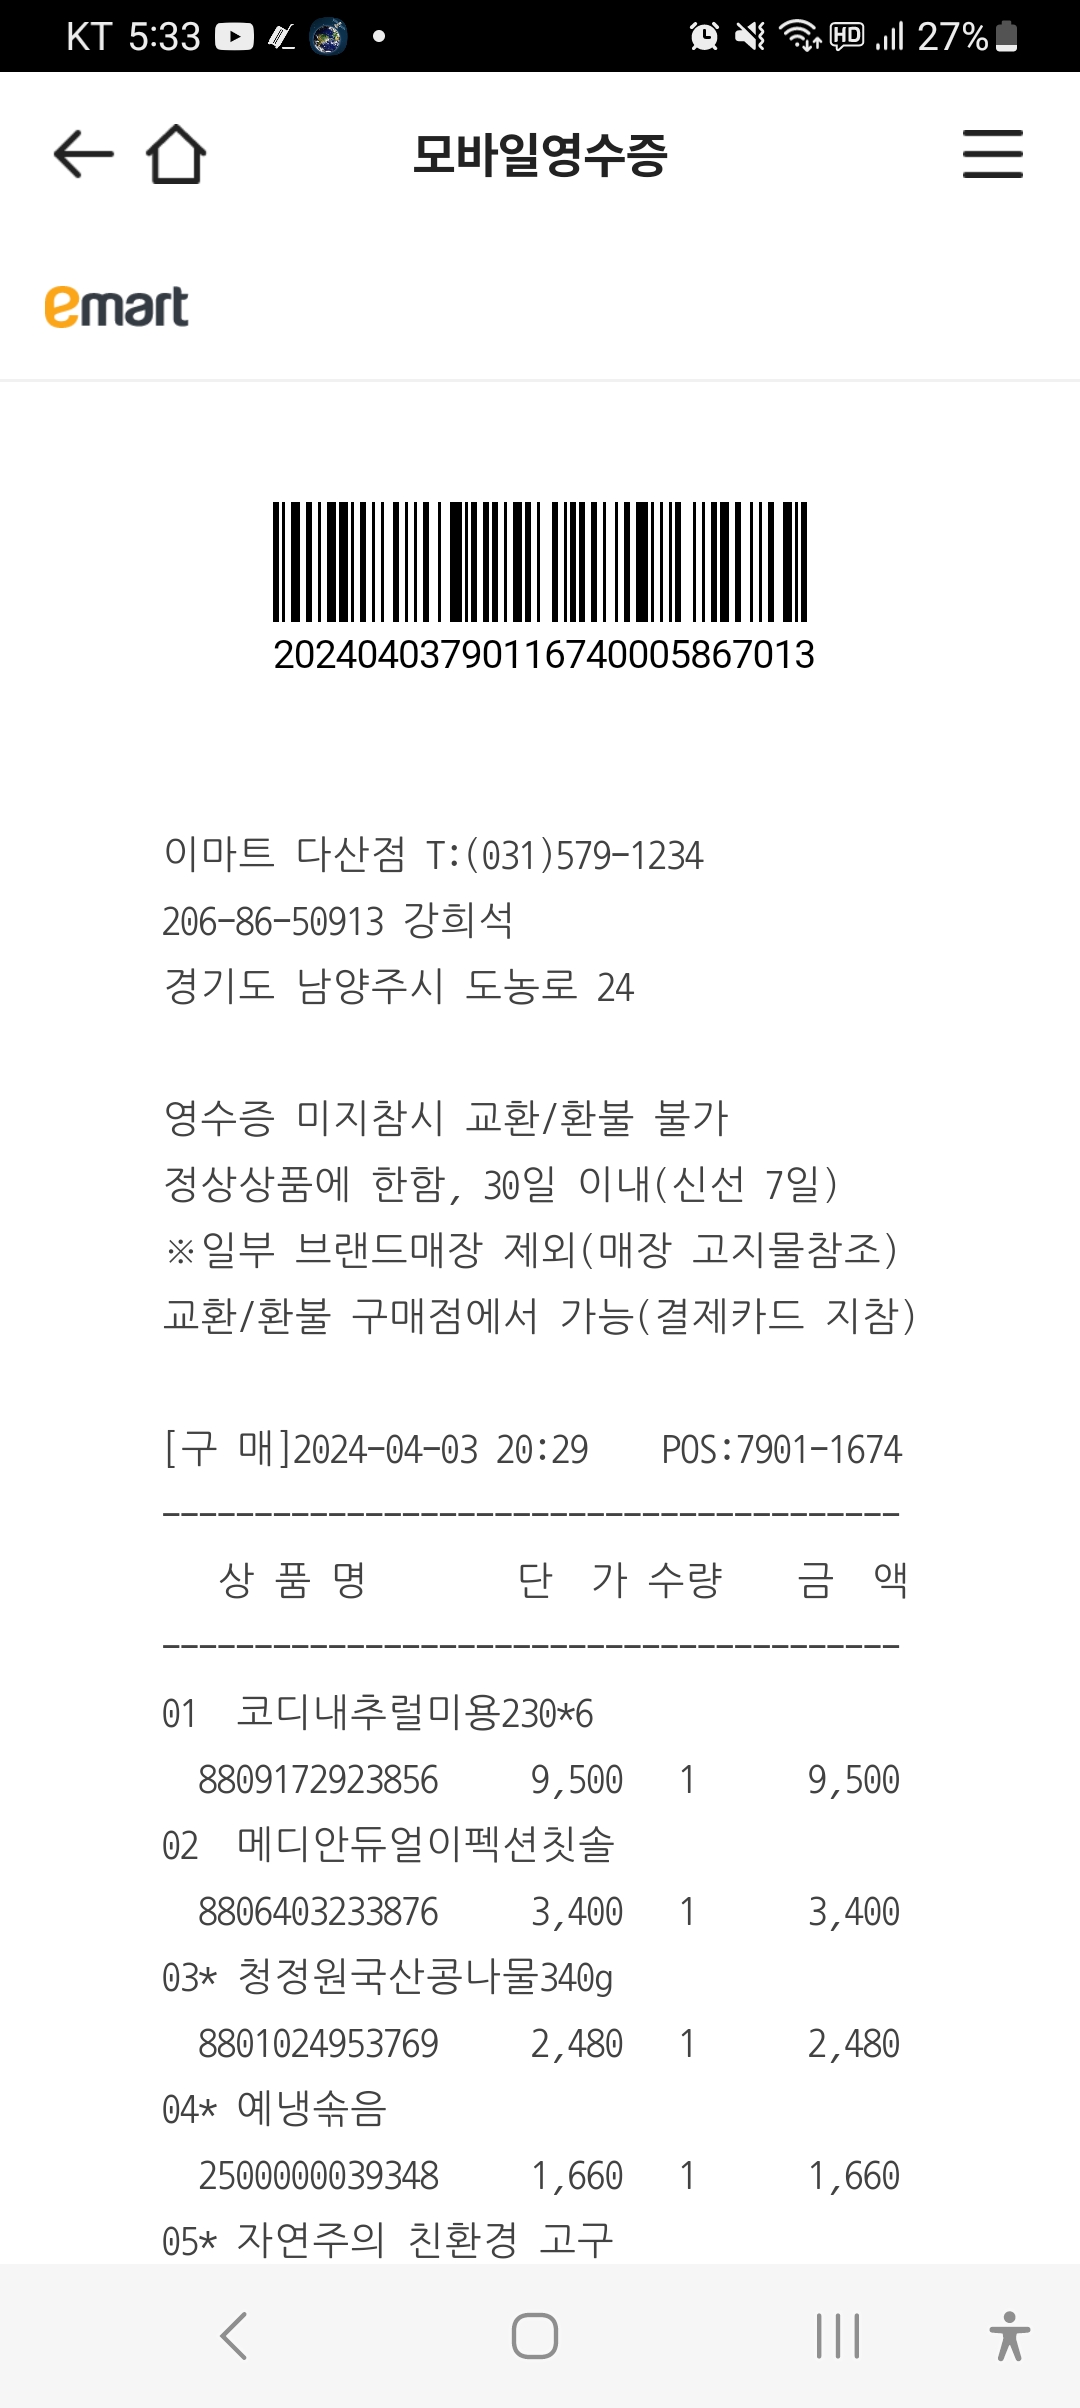 KT 5:33 HD 27%
모바일영수증
emart
20240403790116740005867013
이마트 다산점 T:(031)579-1234
206-86-50913 강희석
경기도 남양주시 도농로 24
영수증 미지참시 교환/환불 불가
정상상품에 한함, 30일 이내(신선 7일)
※일부 브랜드매장 제외(매장 고지물참조)
교환/환불 구매점에서 가능(결제카드 지참)
[구 매]2024-04-03 20:29 POS:7901-1674
----------------------------------------
상 품 명 단 가 수량 금 액
----------------------------------------
01 코디내추럴미용230*6
8809172923856 9,500 1 9,500
02 메디안듀얼이펙션칫솔
8806403233876 3,400 1 3,400
03* 청정원국산콩나물340g
8801024953769 2,480 1 2,480
04* 예냉솎음
2500000039348 1,660 1 1,660
05* 자연주의 친환경 고구